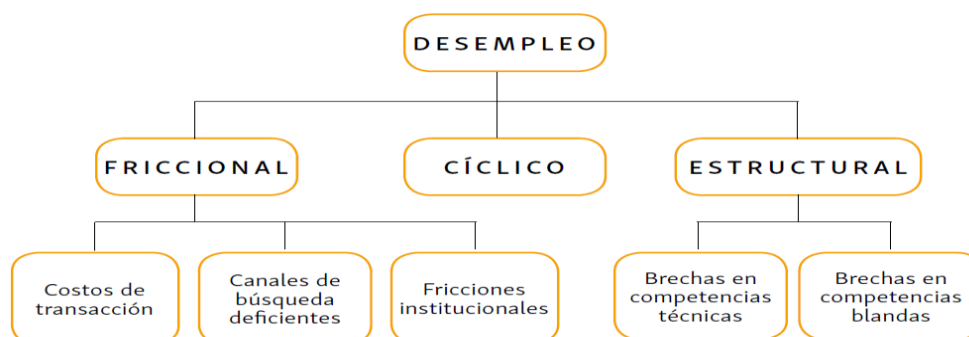 DESEMPLEO
FRICCIONAL
CÍCLICO
ESTRUCTURAL
Costos de
transacción
Canales de
búsqueda
deficientes
Fricciones
institucionales
Brechas en
competencias
técnicas
Brechas en
competencias
blandas